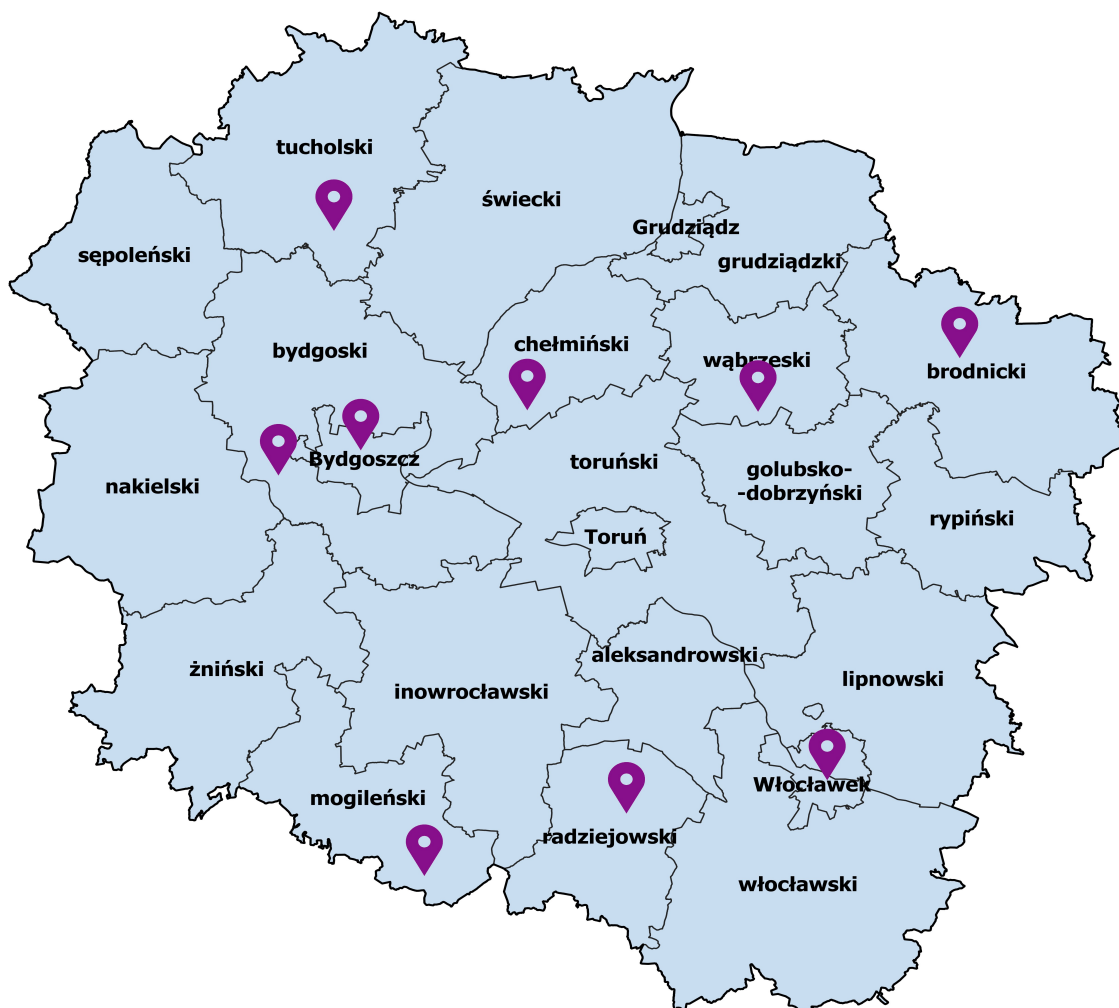 tucholski
świecki
Grudziądz
sępoleński
grudziądzki
chełmiński
bydgoski
wąbrzeski
brodnicki
Bydgoszcz
toruński
golubsko-
-dobrzyński
nakielski
rypiński
Toruń
aleksandrowski
żniński
lipnowski
inowrocławski
Włocławek
mogileński
radziejowski
włocławski